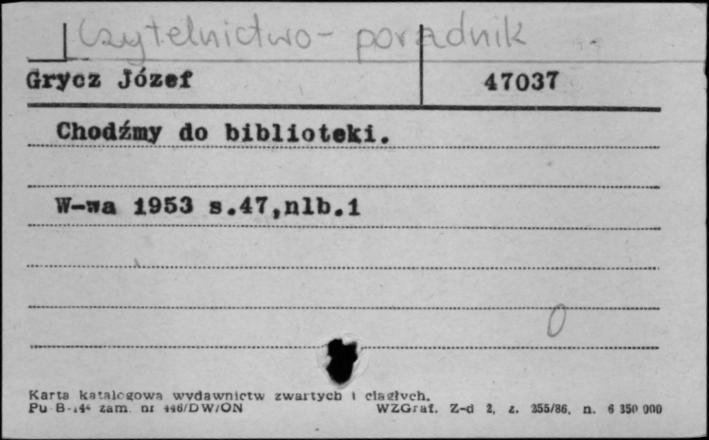 Czytelnictwo - poradnik
Grycz Józef 47037
Chodźmy do biblioteki.
W-wa 1953 s.47,nlb.1
0
Karta katalogowa wydawnictw zwartych i ciągłych.
Pu-B-144 zam. nr 446/DW/ON WZGraf. Z-d 2, z. 355/86, n. 6 350 000